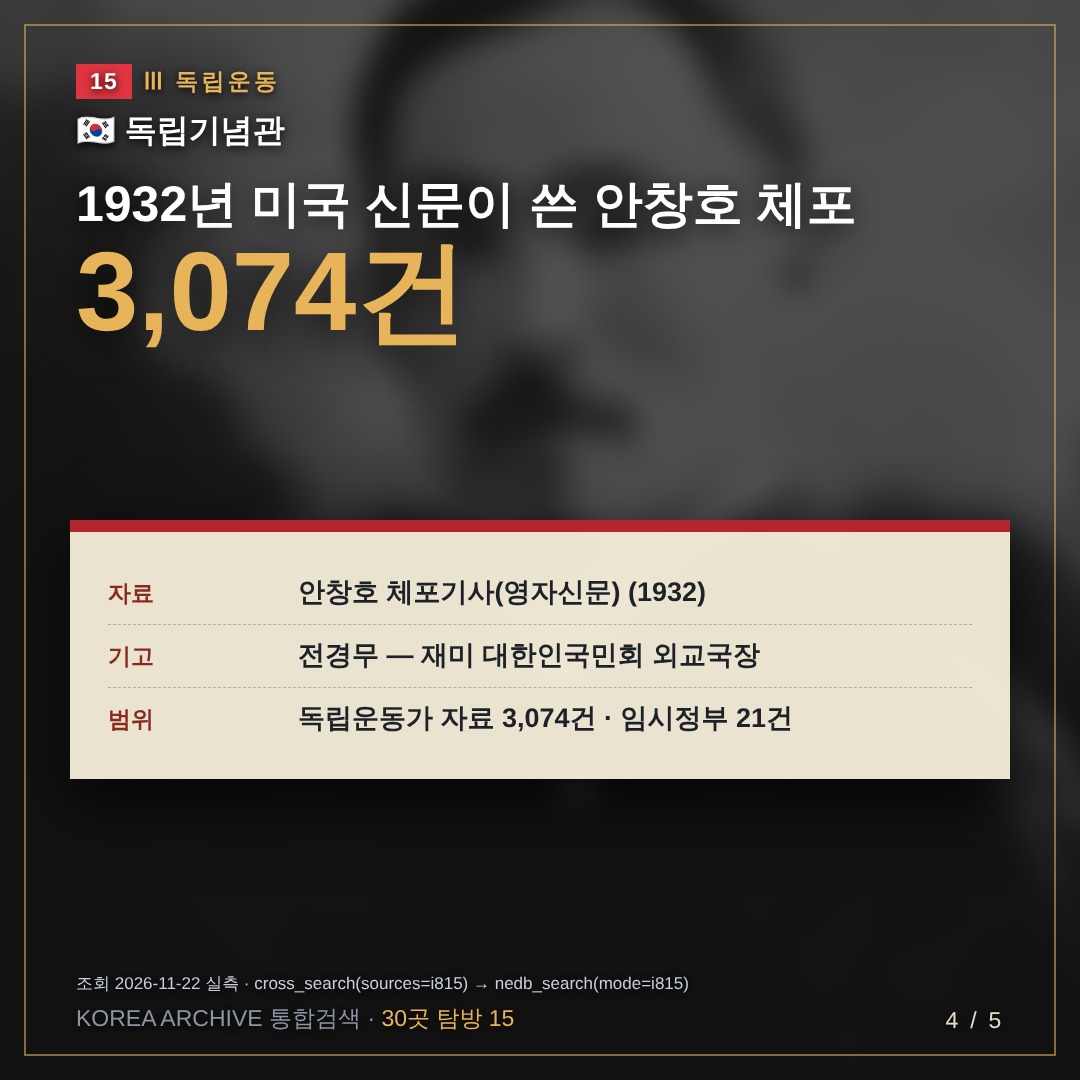 15 Ⅲ 독립운동
🇰🇷 독립기념관
1932년 미국 신문이 쓴 안창호 체포
3,074건
자료 안창호 체포기사(영자신문) (1932)
기고 전경무 — 재미 대한인국민회 외교국장
범위 독립운동가 자료 3,074건 · 임시정부 21건
조회 2026-11-22 실측 · cross_search(sources=i815) → nedb_search(mode=i815)
KOREA ARCHIVE 통합검색 · 30곳 탐방 15
4 / 5